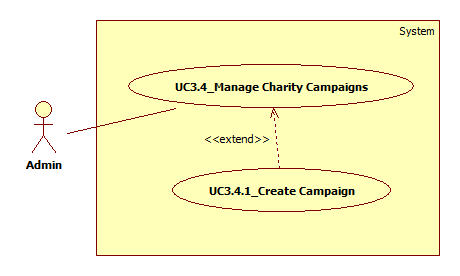 System
UC3.4_Manage Charity Campaigns
<<extend>>
Admin
UC3.4.1_Create Campaign